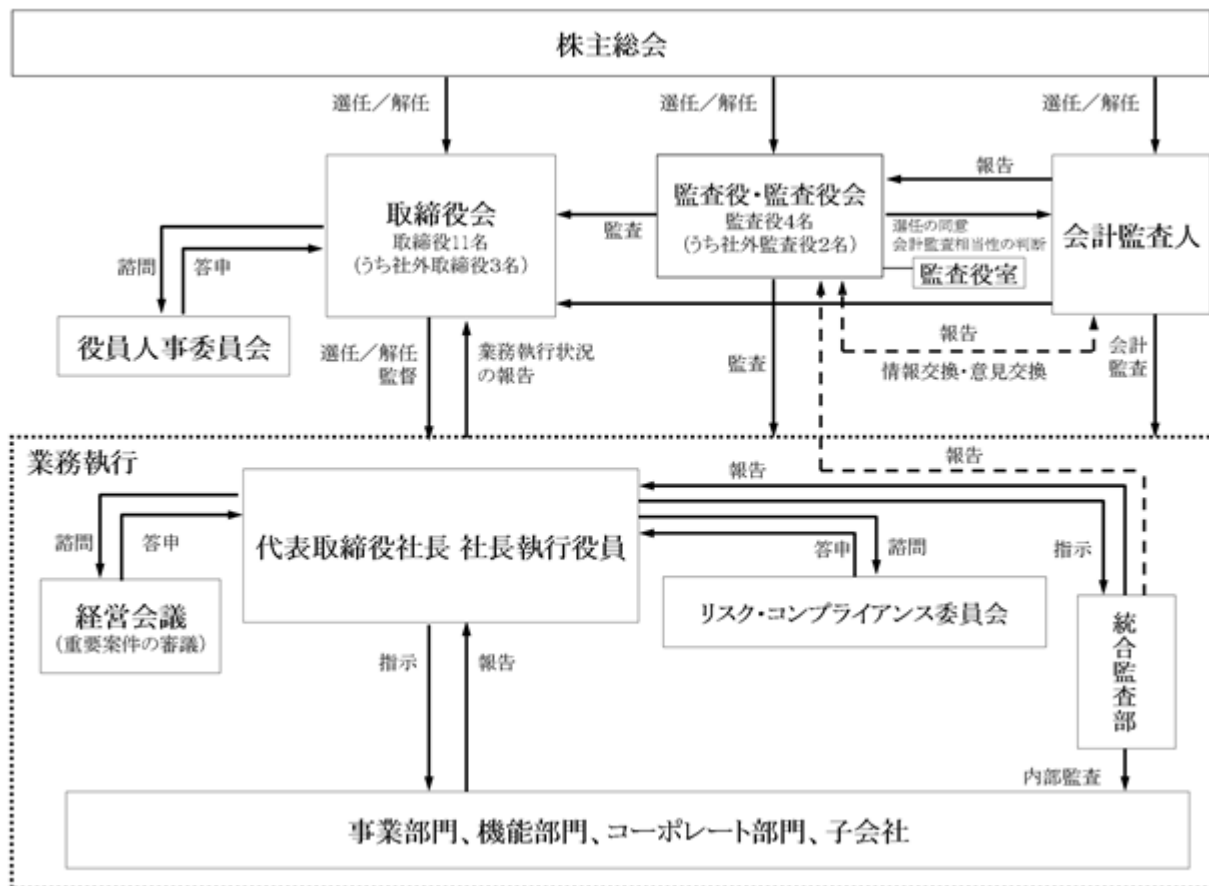 株主総会
選任／解任
選任／解任
選任／解任
取締役会
取締役11名
(うち社外取締役3名)
監査
監査役・監査役会
監査役4名
(うち社外監査役2名)
報告
選任の同意
会計監査相当性の判断
監査役室
会計監査人
諮問
答申
役員人事委員会
選任／解任
監督
業務執行状況
の報告
監査
報告
情報交換・意見交換
会計
監査
業務執行
報告
報告
代表取締役社長 社長執行役員
諮問
答申
経営会議
(重要案件の審議)
答申
諮問
リスク・コンプライアンス委員会
指示
統合監査部
指示
報告
内部監査
事業部門、機能部門、コーポレート部門、子会社